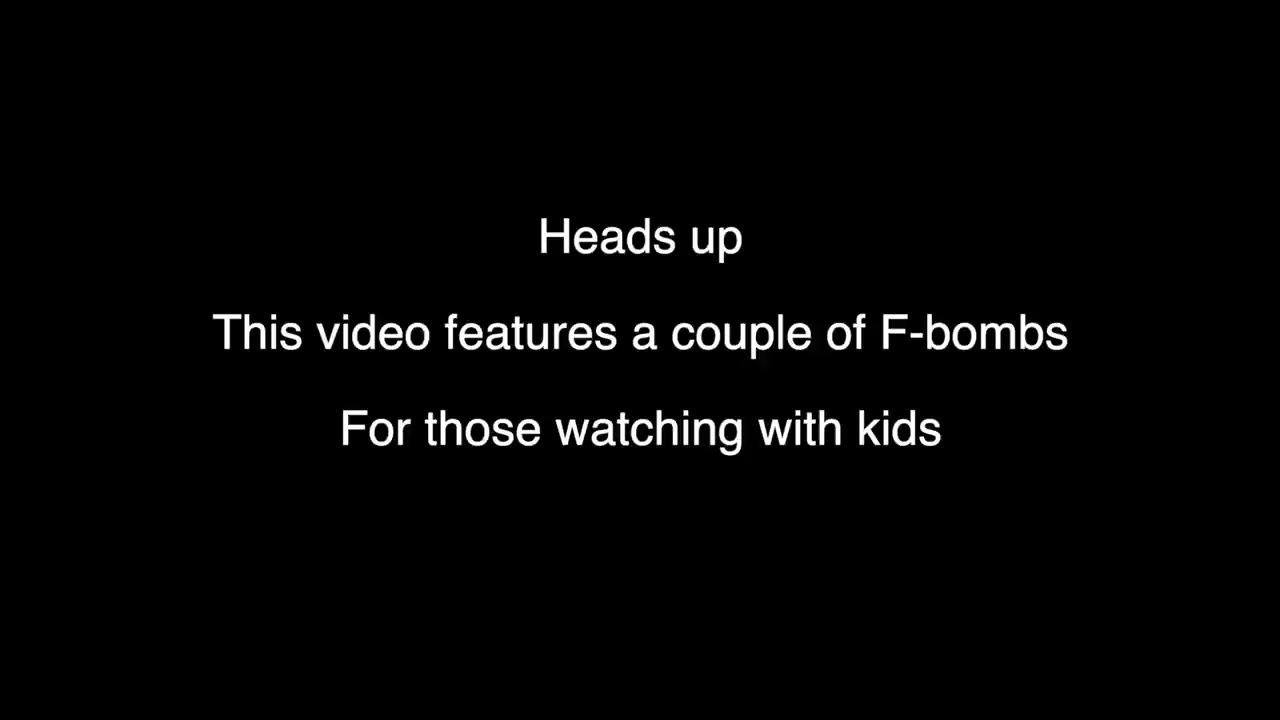 Heads up
This video features a couple of F-bombs
For those watching with kids